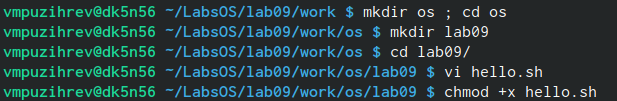 vmpuzihrev@dk5n56 ~/LabsOS/lab09/work $ mkdir os ; cd os
vmpuzihrev@dk5n56 ~/LabsOS/lab09/work/os $ mkdir lab09
vmpuzihrev@dk5n56 ~/LabsOS/lab09/work/os $ cd lab09/
vmpuzihrev@dk5n56 ~/LabsOS/lab09/work/os/lab09 $ vi hello.sh
vmpuzihrev@dk5n56 ~/LabsOS/lab09/work/os/lab09 $ chmod +x hello.sh